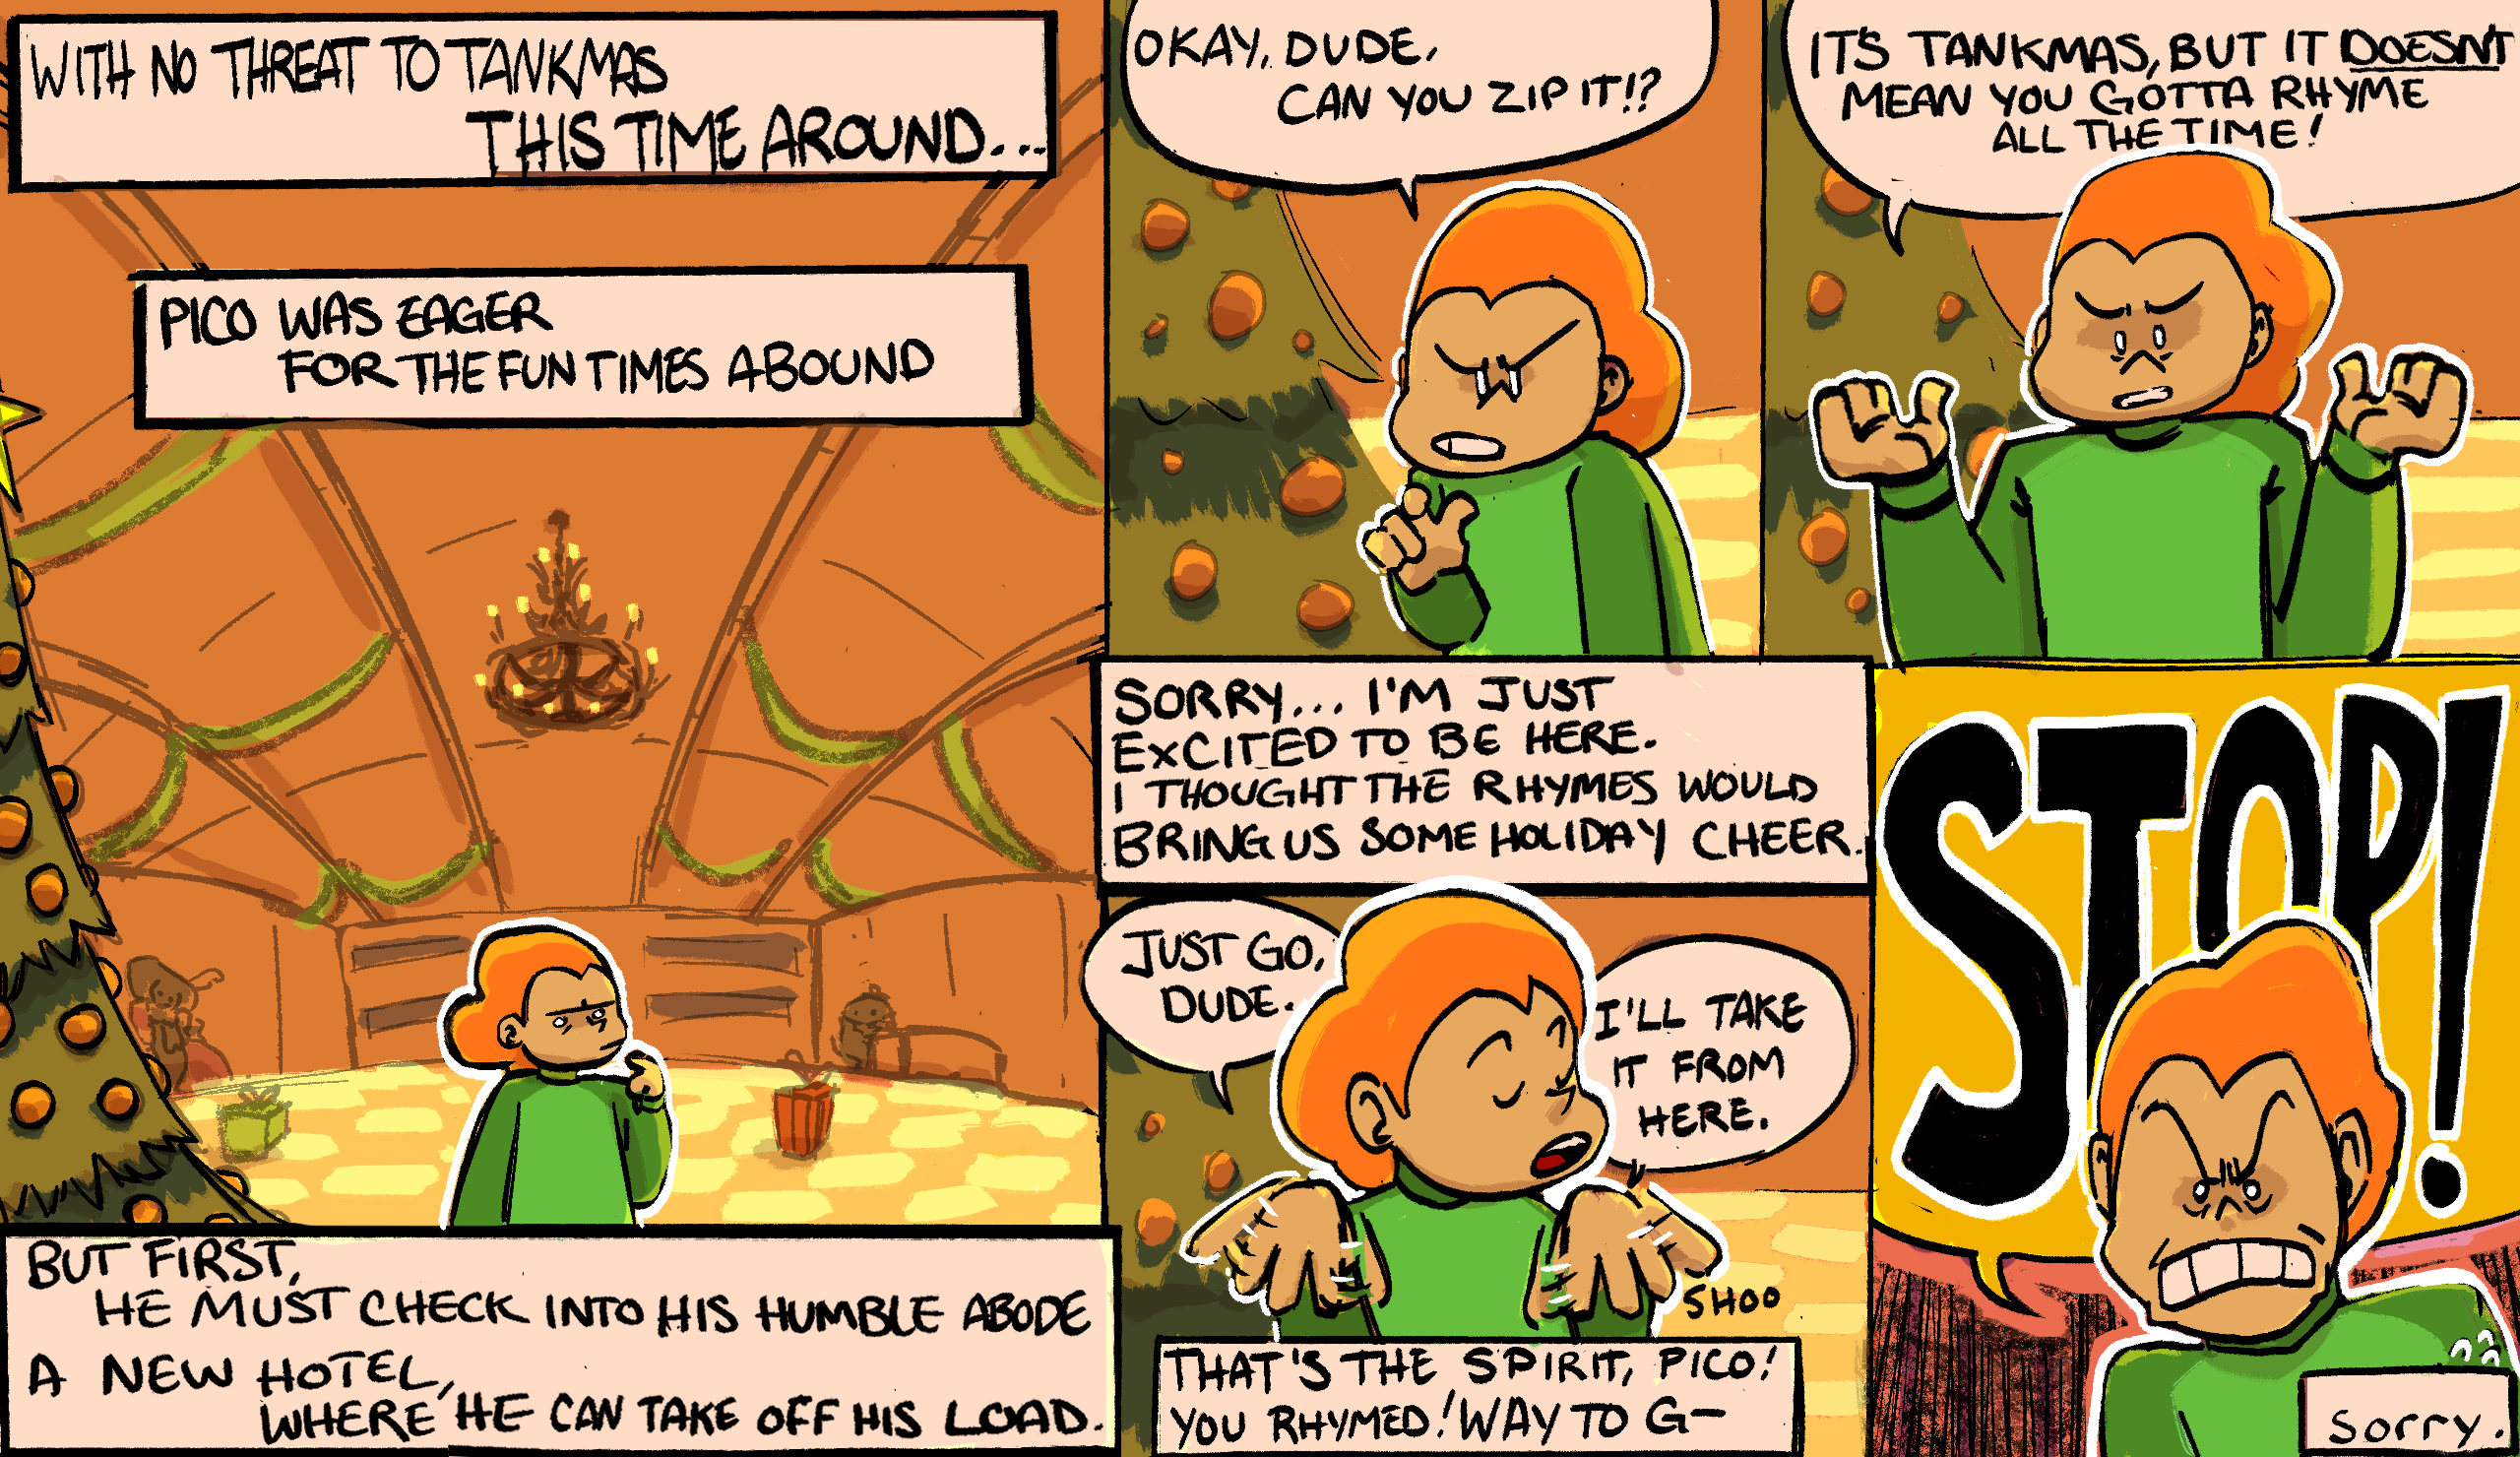 WITH NO THREAT TO TANKMAS
THIS TIME AROUND...
PICO WAS EAGER
FOR THE FUN TIMES ABOUND
BUT FIRST,
HE MUST CHECK INTO HIS HUMBLE ABODE
A NEW HOTEL,
WHERE HE CAN TAKE OFF HIS LOAD.
OKAY, DUDE,
CAN YOU ZIP IT!?
ITS TANKMAS, BUT IT DOESN'T
MEAN YOU GOTTA RHYME
ALL THE TIME!
SORRY... I'M JUST
EXCITED TO BE HERE.
I THOUGHT THE RHYMES WOULD
BRING US SOME HOLIDAY CHEER.
JUST GO,
DUDE.
I'LL TAKE
IT FROM
HERE.
SHOO
THAT'S THE SPIRIT, PICO!
YOU RHYMED! WAY TO G-
STOP!
sorry.